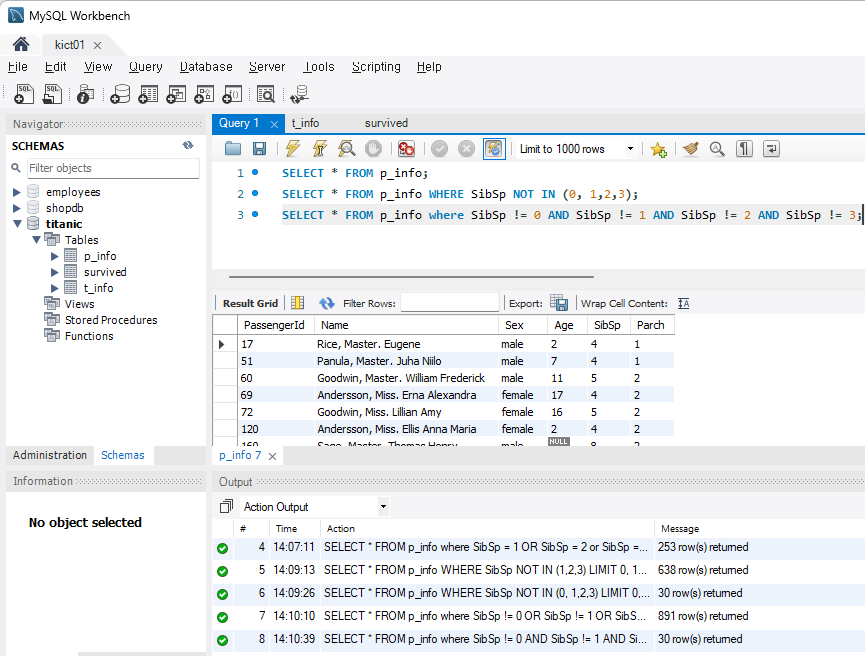 MySQL Workbench
kict01
File Edit View Query Database Server Tools Scripting Help
Navigator
SCHEMAS
Filter objects
employees
shopdb
titanic
Tables
p_info
survived
t_info
Views
Stored Procedures
Functions
Administration Schemas
Information
No object selected
Query 1 t_info survived
Limit to 1000 rows
1 SELECT * FROM p_info;
2 SELECT * FROM p_info WHERE SibSp NOT IN (0, 1,2,3);
3 SELECT * FROM p_info where SibSp != 0 AND SibSp != 1 AND SibSp != 2 AND SibSp != 3;
Result Grid Filter Rows: Export: Wrap Cell Content:
PassengerId Name Sex Age SibSp Parch
17 Rice, Master. Eugene male 2 4 1
51 Panula, Master. Juha Niilo male 7 4 1
60 Goodwin, Master. William Frederick male 11 5 2
69 Andersson, Miss. Erna Alexandra female 17 4 2
72 Goodwin, Miss. Lillian Amy female 16 5 2
120 Andersson, Miss. Ellis Anna Maria female 2 4 2
160 Sage, Master. Thomas Henry male NULL 8 2
p_info 7
Output
Action Output
# Time Action Message
4 14:07:11 SELECT * FROM p_info where SibSp = 1 OR SibSp = 2 or SibSp =... 253 row(s) returned
5 14:09:13 SELECT * FROM p_info WHERE SibSp NOT IN (1,2,3) LIMIT 0, 1... 638 row(s) returned
6 14:09:26 SELECT * FROM p_info WHERE SibSp NOT IN (0, 1,2,3) LIMIT 0,... 30 row(s) returned
7 14:10:10 SELECT * FROM p_info where SibSp != 0 OR SibSp != 1 OR SibS... 891 row(s) returned
8 14:10:39 SELECT * FROM p_info where SibSp != 0 AND SibSp != 1 AND Si... 30 row(s) returned